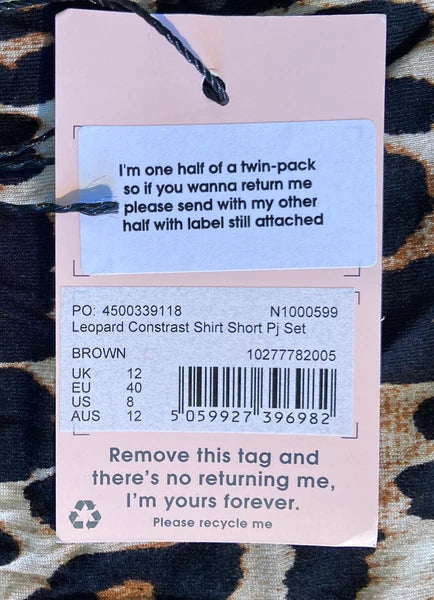 I'm one half of a twin-pack
so if you wanna return me
please send with my other
half with label still attached
PO: 4500339118 N1000599
Leopard Constrast Shirt Short Pj Set
BROWN 10277782005
UK 12
EU 40
US 8
AUS 12
5 059927 396982
Remove this tag and
there's no returning me,
I'm yours forever.
Please recycle me